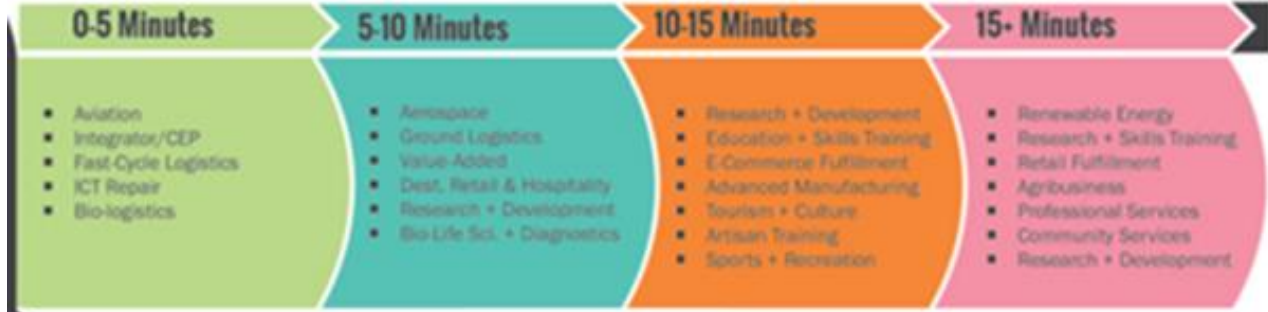 0-5 Minutes
Aviation
Integrator/CEP
Fast-Cycle Logistics
ICT Repair
Bio-logistics
5-10 Minutes
Aerospace
Ground Logistics
Value-Added
Dest. Retail & Hospitality
Research + Development
Bio-Life Sci. + Diagnostics
10-15 Minutes
Research + Development
Education + Skills Training
E-Commerce Fulfillment
Advanced Manufacturing
Tourism + Culture
Artisan Training
Sports + Recreation
15+ Minutes
Renewable Energy
Research + Skills Training
Retail Fulfillment
Agribusiness
Professional Services
Community Services
Research + Development